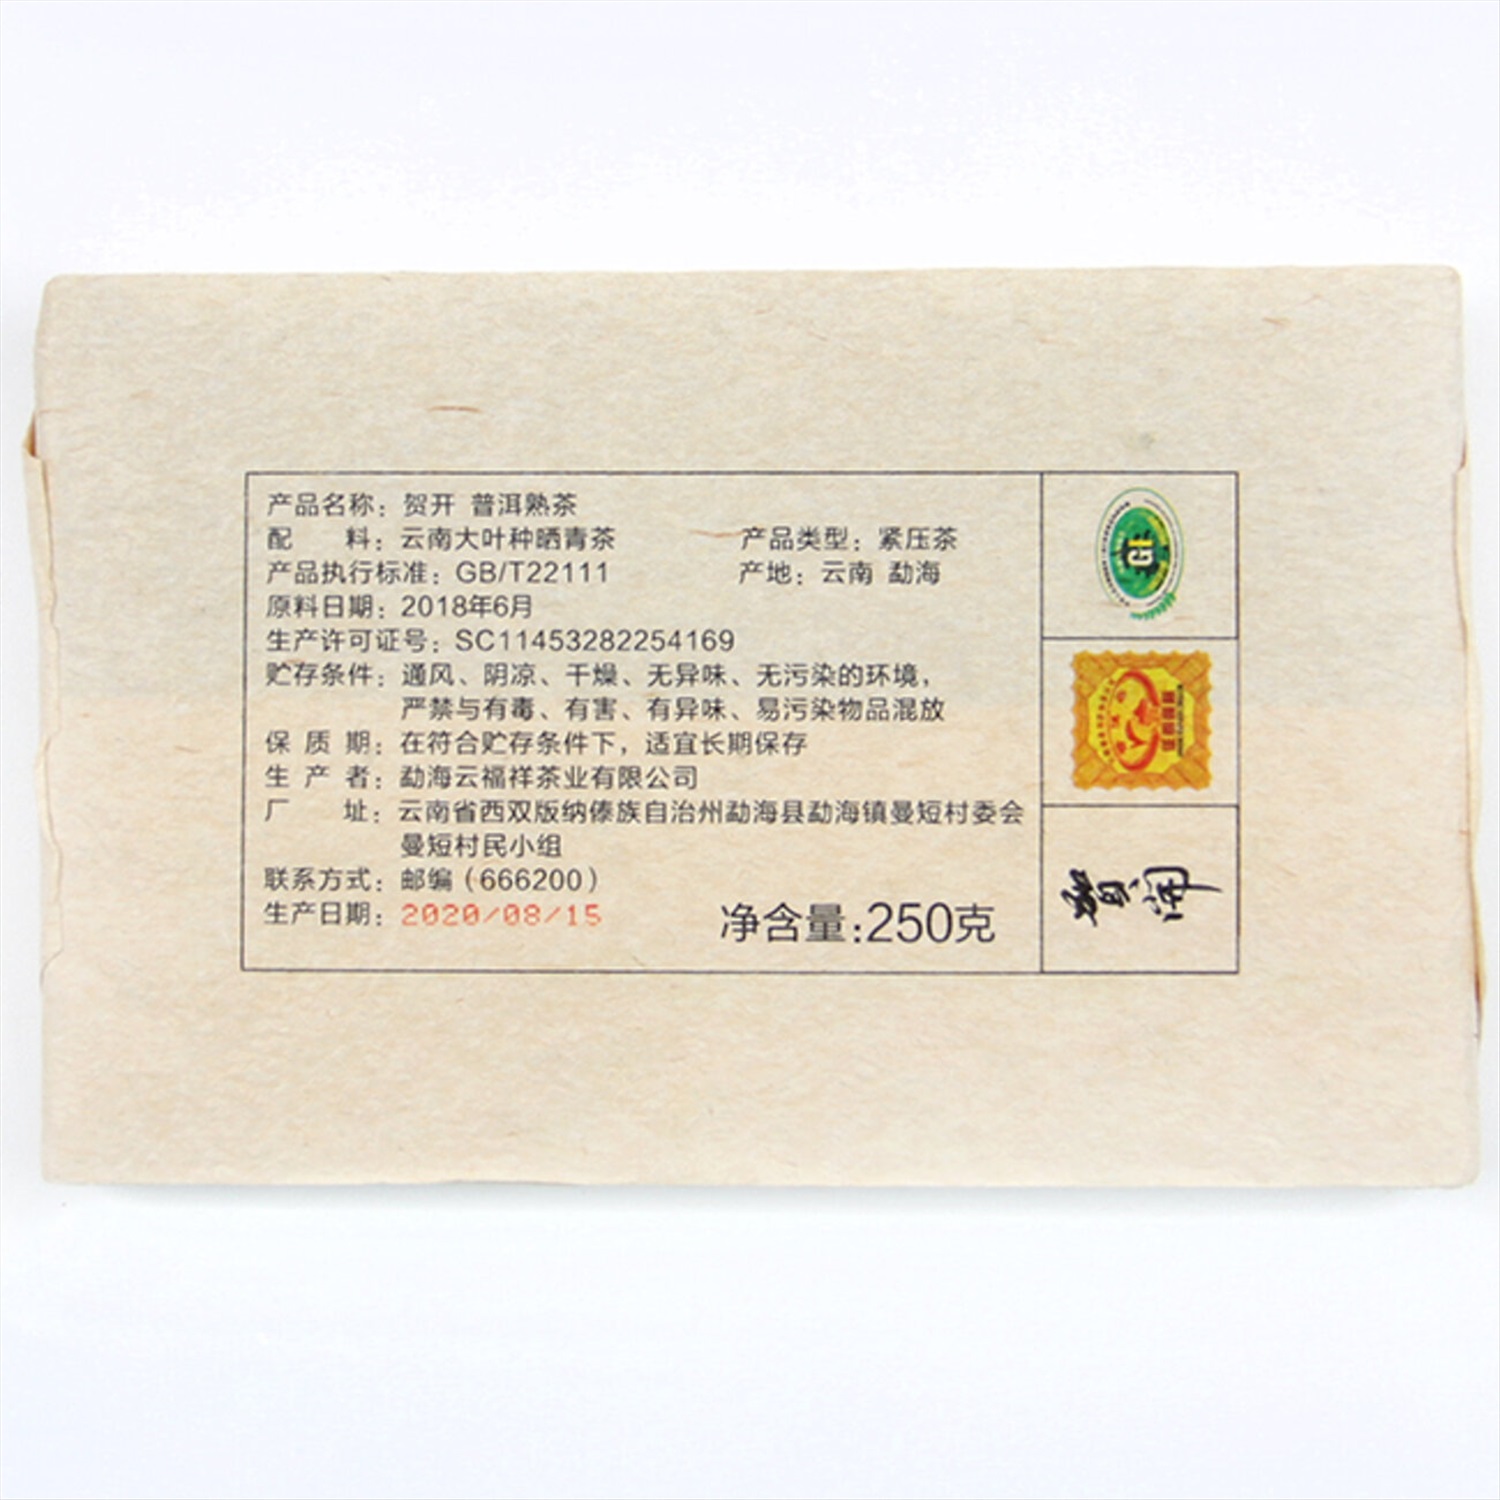 产品名称：贺开 普洱熟茶
配 料：云南大叶种晒青茶 产品类型：紧压茶
产品执行标准：GB/T22111 产地：云南 勐海
原料日期：2018年6月
生产许可证号：SC11453282254169
贮存条件：通风、阴凉、干燥、无异味、无污染的环境，
严禁与有毒、有害、有异味、易污染物品混放
保 质 期：在符合贮存条件下，适宜长期保存
生 产 者：勐海云福祥茶业有限公司
厂 址：云南省西双版纳傣族自治州勐海县勐海镇曼短村委会
曼短村民小组
联系方式：邮编（666200）
生产日期：2020/08/15
净含量:250克
GI
賀開